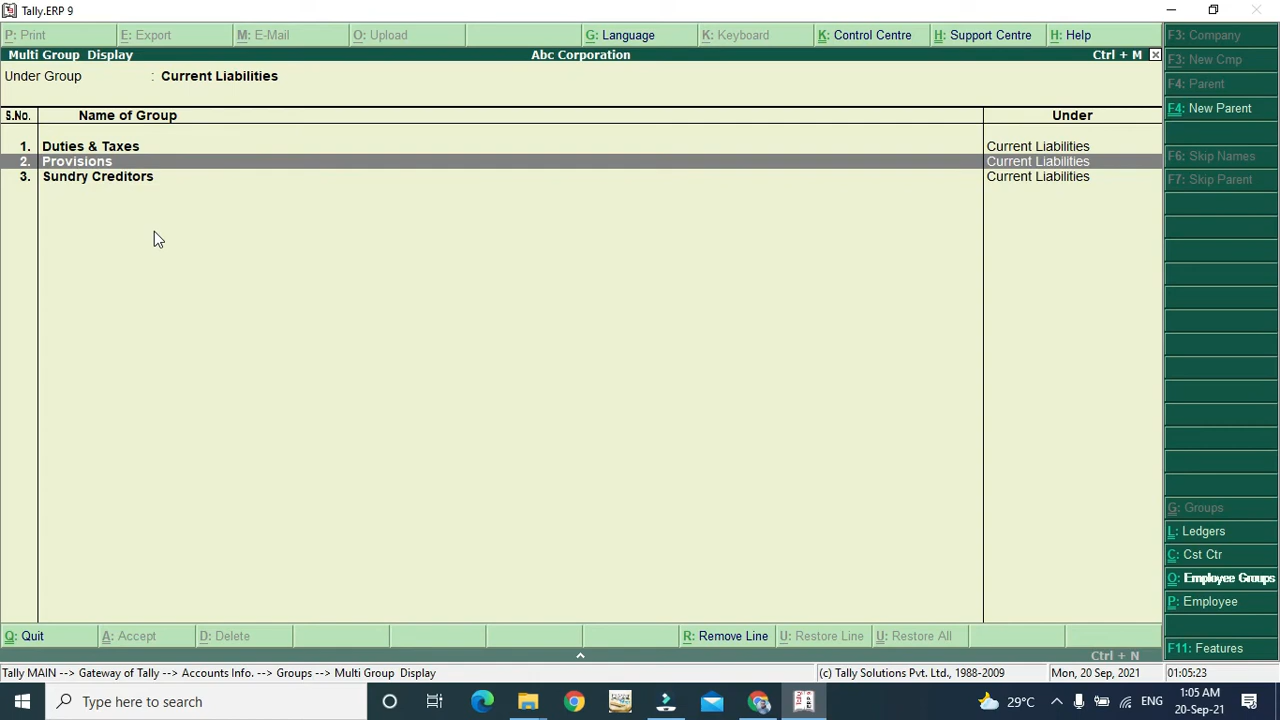 Tally.ERP 9
P: Print
E: Export
M: E-Mail
O: Upload
G: Language
K: Keyboard
K: Control Centre
H: Support Centre
H: Help
F3: Company
Multi Group Display
Abc Corporation
Ctrl + M
F3: New Cmp
Under Group : Current Liabilities
F4: Parent
F4: New Parent
S.No. Name of Group Under
1. Duties & Taxes Current Liabilities
2. Provisions Current Liabilities
3. Sundry Creditors Current Liabilities
F6: Skip Names
F7: Skip Parent
G: Groups
L: Ledgers
C: Cst Ctr
O: Employee Groups
P: Employee
Q: Quit
A: Accept
D: Delete
R: Remove Line
U: Restore Line
U: Restore All
F11: Features
Ctrl + N
Tally MAIN --> Gateway of Tally --> Accounts Info. --> Groups --> Multi Group Display
(c) Tally Solutions Pvt. Ltd., 1988-2009
Mon, 20 Sep, 2021
01:05:23
Type here to search
29°C
ENG
1:05 AM
20-Sep-21